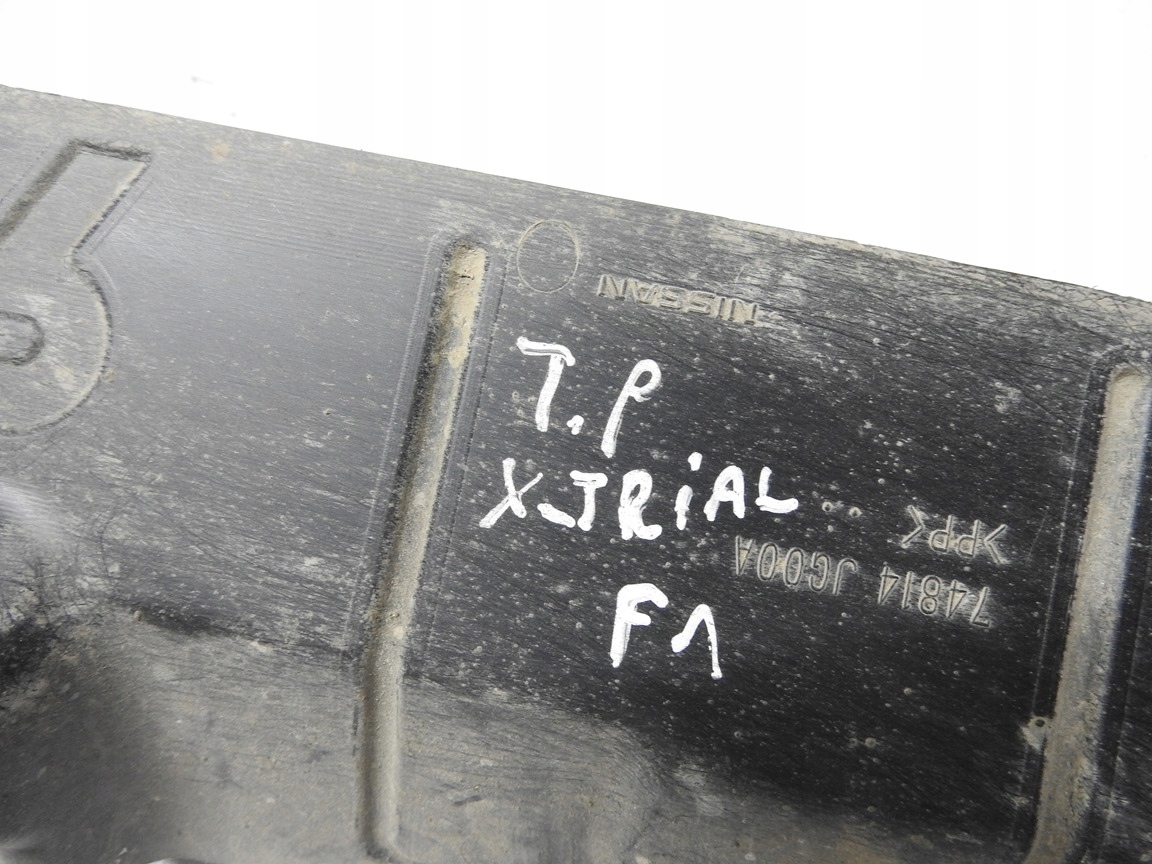 NISSAN
T.P
X-TRiAL
>PP<
74814 JG00A
F1